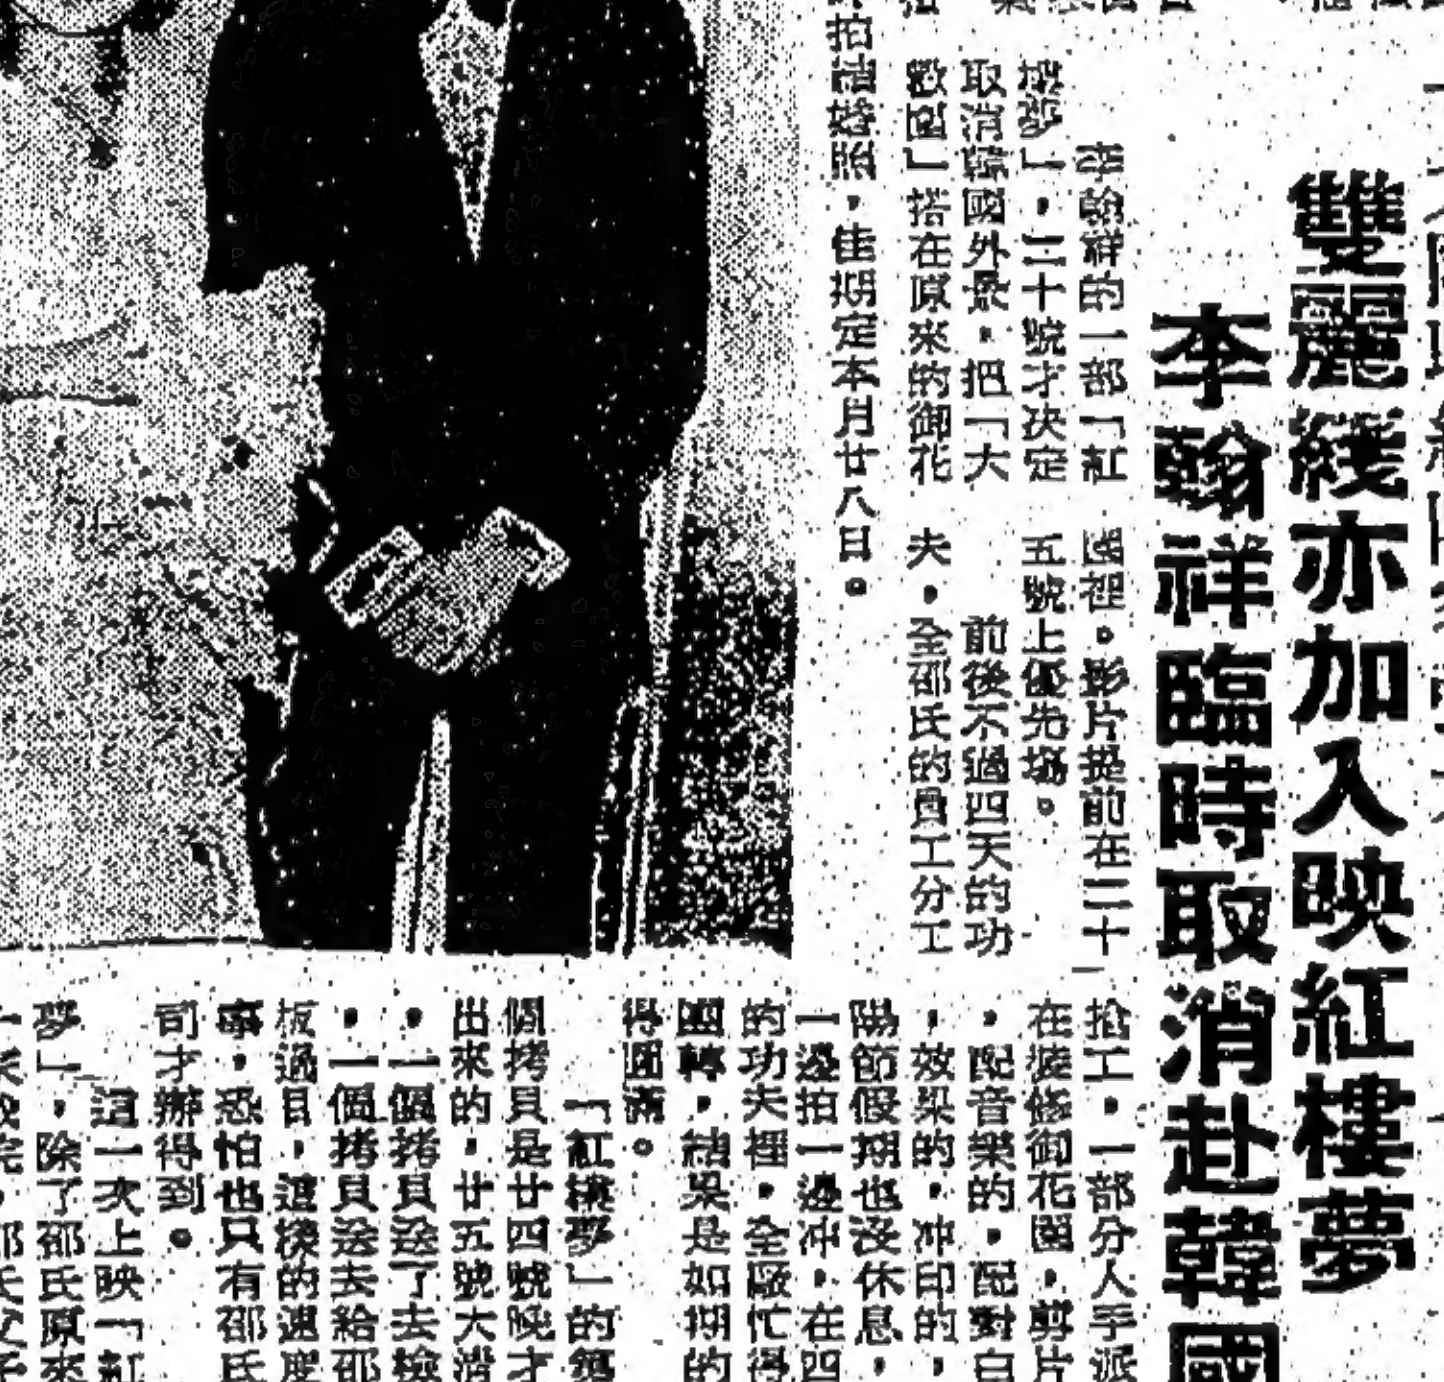 雙麗綫亦加入映紅樓夢
李翰祥臨時取消赴韓國
李翰祥的一部「紅
樓夢」，二十號才决定
取消韓國外景，把「大
觀園」搭在原來的御花
園裡。影片提前在二十
五號上優先場。
前後不過四天的功
夫，全邵氏的員工分工
拍結婚照，佳期定本月廿八日。
搶工，一部分人手派
在裝修御花園，剪片
，配音樂的，配對白
，效果的，冲印的，
陽節假期也沒休息，
一邊拍一邊冲，在四
的功夫裡，全廠忙得
團轉，結果是如期的
得圓滿。
「紅樓夢」的第
個拷貝是廿四號晚才
出來的，廿五號大清
，一個拷貝送了去檢
，一個拷貝送去給邵
板過目，這樣的速度
率，恐怕也只有邵氏
司才辦得到。
這一次上映「紅
夢」，除了邵氏原來